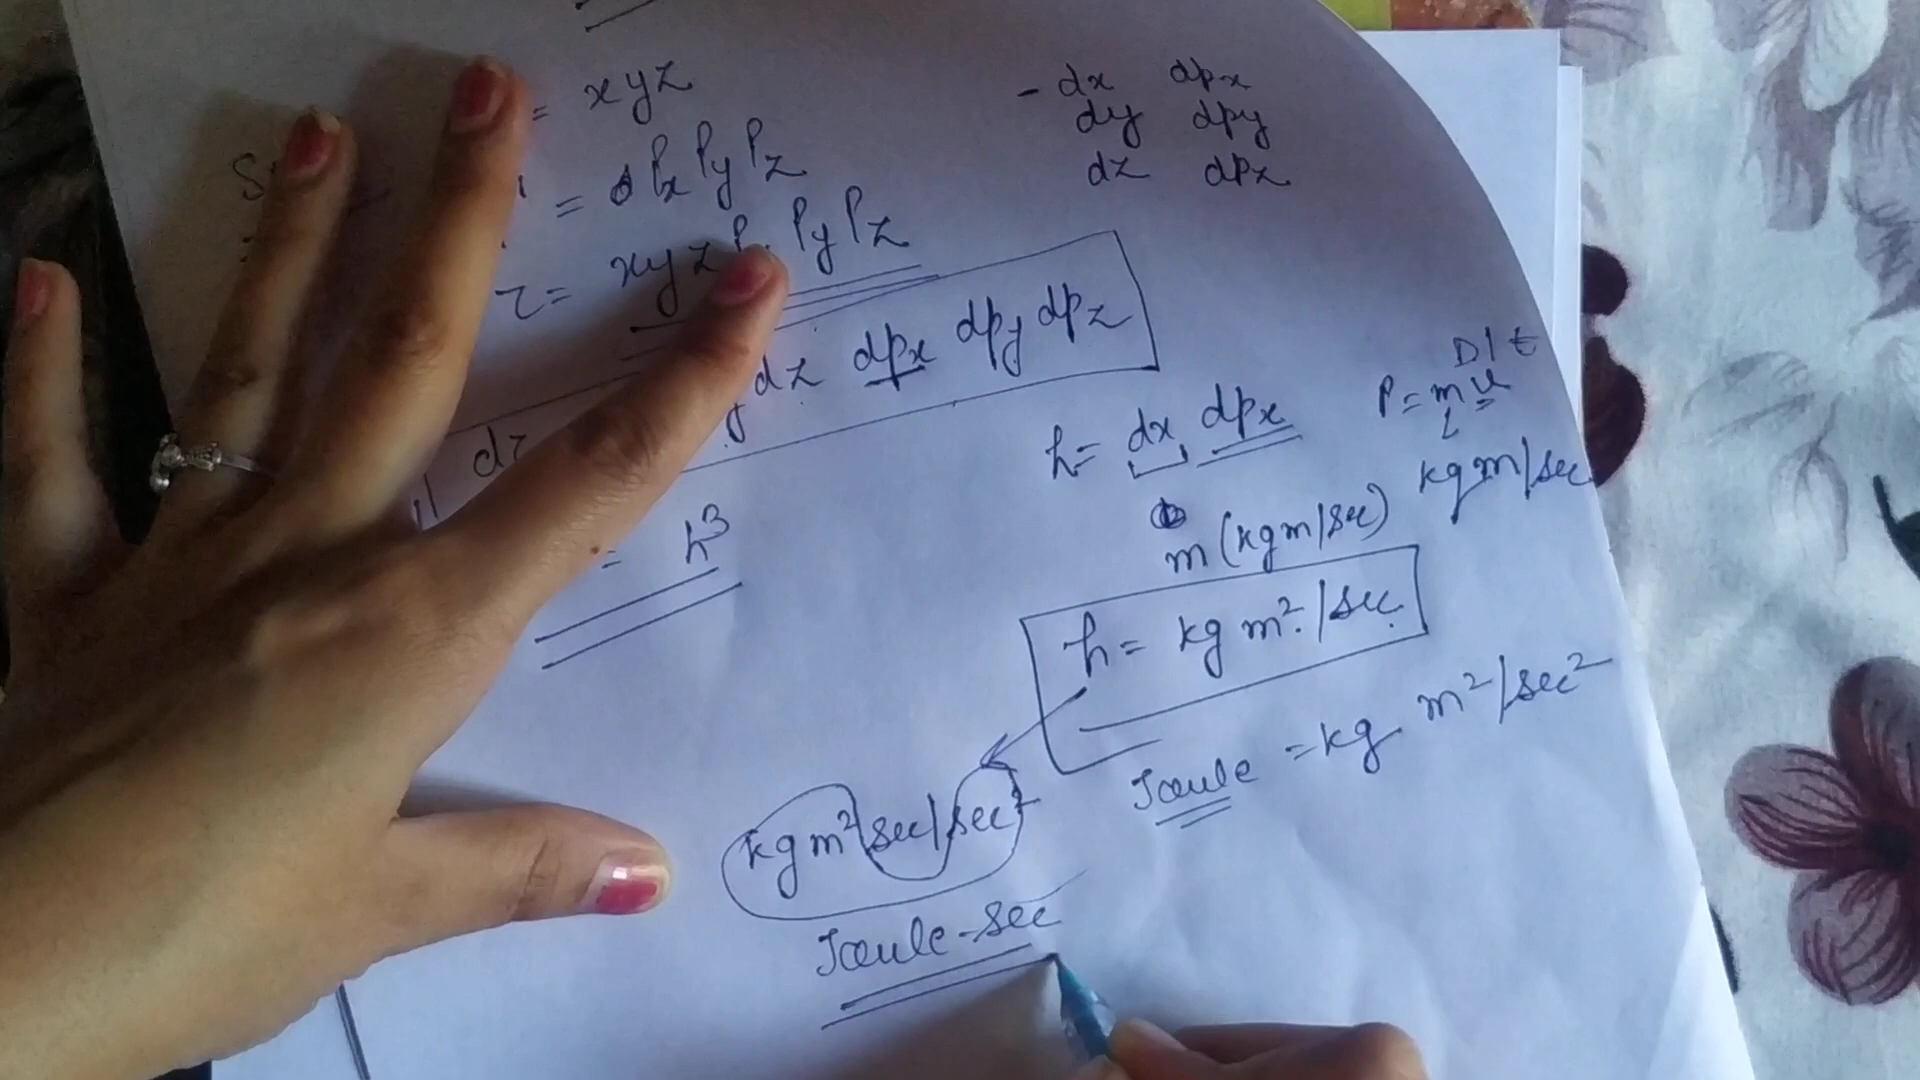 = xyz
- dx dpx
dy dpy
dz dpz
= Px Py Pz
τ = xyz Py Pz
dτ dz dpx dpy dpz
= h³
h = dx dpx
P = mv
D/t
kgm/sec
m (kgm/sec)
h = kg m²/sec
Joule = kg m²/sec²
kg m² sec/sec²
Joule-sec